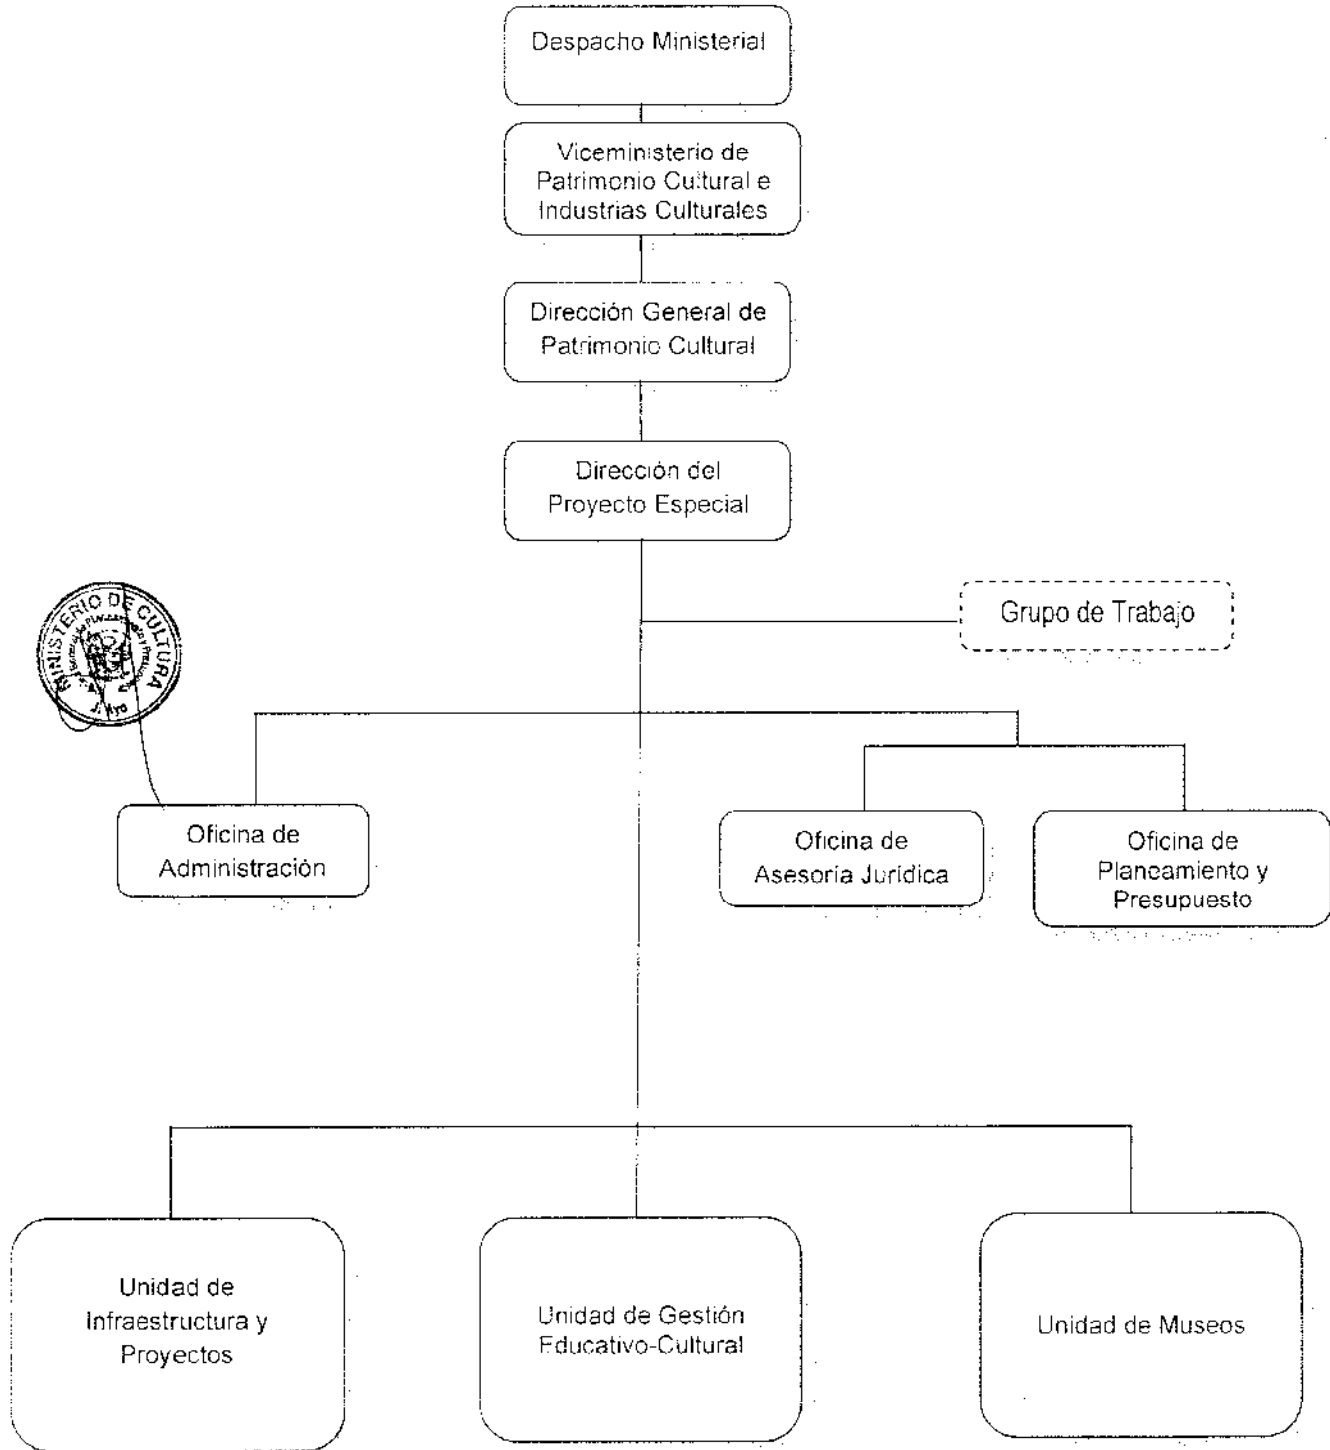 Despacho Ministerial
Viceministerio de
Patrimonio Cultural e
Industrias Culturales
Dirección General de
Patrimonio Cultural
Dirección del
Proyecto Especial
Grupo de Trabajo
MINISTERIO DE CULTURA
Oficina de
Administración
Oficina de
Asesoría Jurídica
Oficina de
Planeamiento y
Presupuesto
Unidad de
Infraestructura y
Proyectos
Unidad de Gestión
Educativo-Cultural
Unidad de Museos